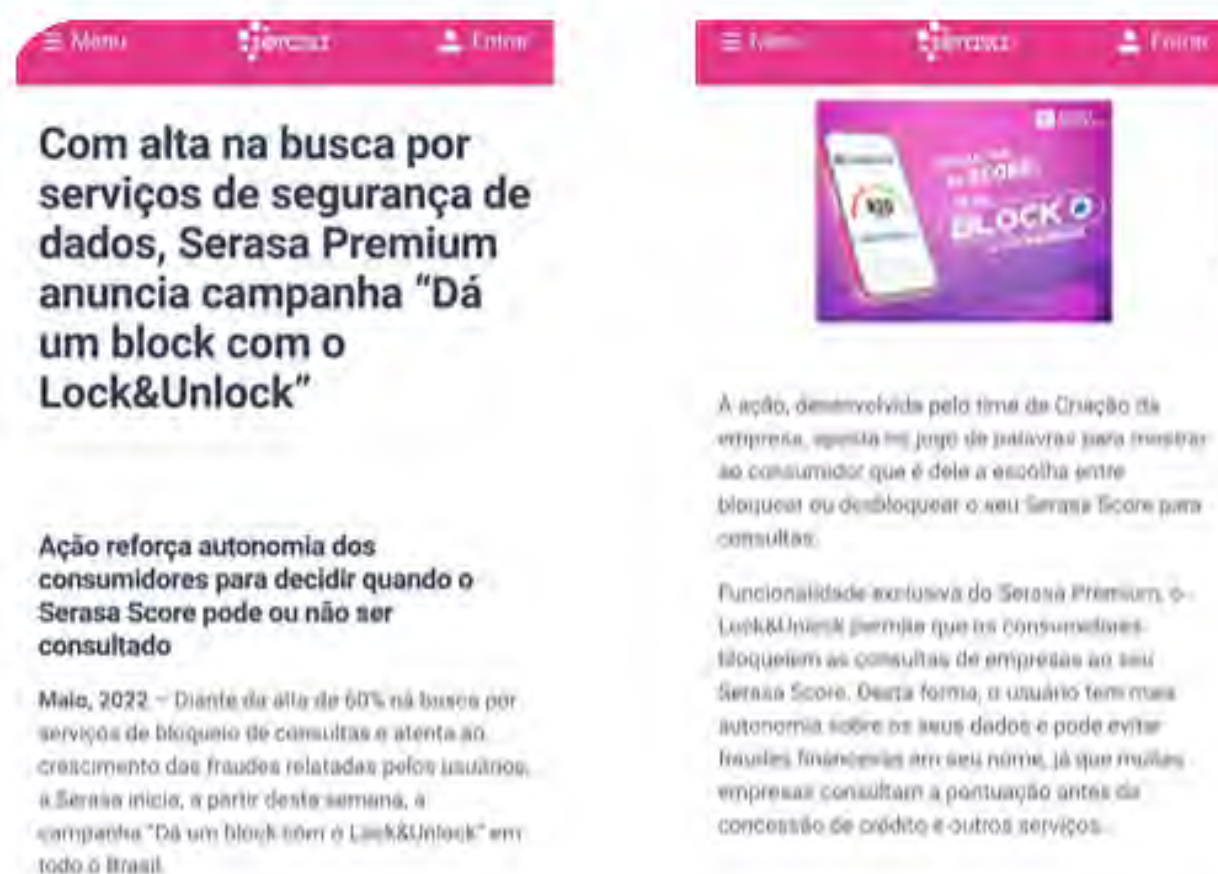 Menu
Serasa
Entrar
Com alta na busca por
serviços de segurança de
dados, Serasa Premium
anuncia campanha “Dá
um block com o
Lock&Unlock”
Ação reforça autonomia dos
consumidores para decidir quando o
Serasa Score pode ou não ser
consultado
Maio, 2022 – Diante da alta de 60% na busca por
serviços de bloqueio de consultas e atenta ao
crescimento das fraudes relatadas pelos usuários,
a Serasa inicia, a partir desta semana, a
campanha “Dá um block com o Lock&Unlock” em
todo o Brasil.
Menu
Serasa
Entrar
SCORE
BLOCK
A ação, desenvolvida pelo time de Criação da
empresa, aposta no jogo de palavras para mostrar
ao consumidor que é dele a escolha entre
bloquear ou desbloquear o seu Serasa Score para
consultas.
Funcionalidade exclusiva do Serasa Premium, o
Lock&Unlock permite que os consumidores
bloqueiem as consultas de empresas ao seu
Serasa Score. Desta forma, o usuário tem mais
autonomia sobre os seus dados e pode evitar
fraudes financeiras em seu nome, já que muitas
empresas consultam a pontuação antes da
concessão de crédito e outros serviços.